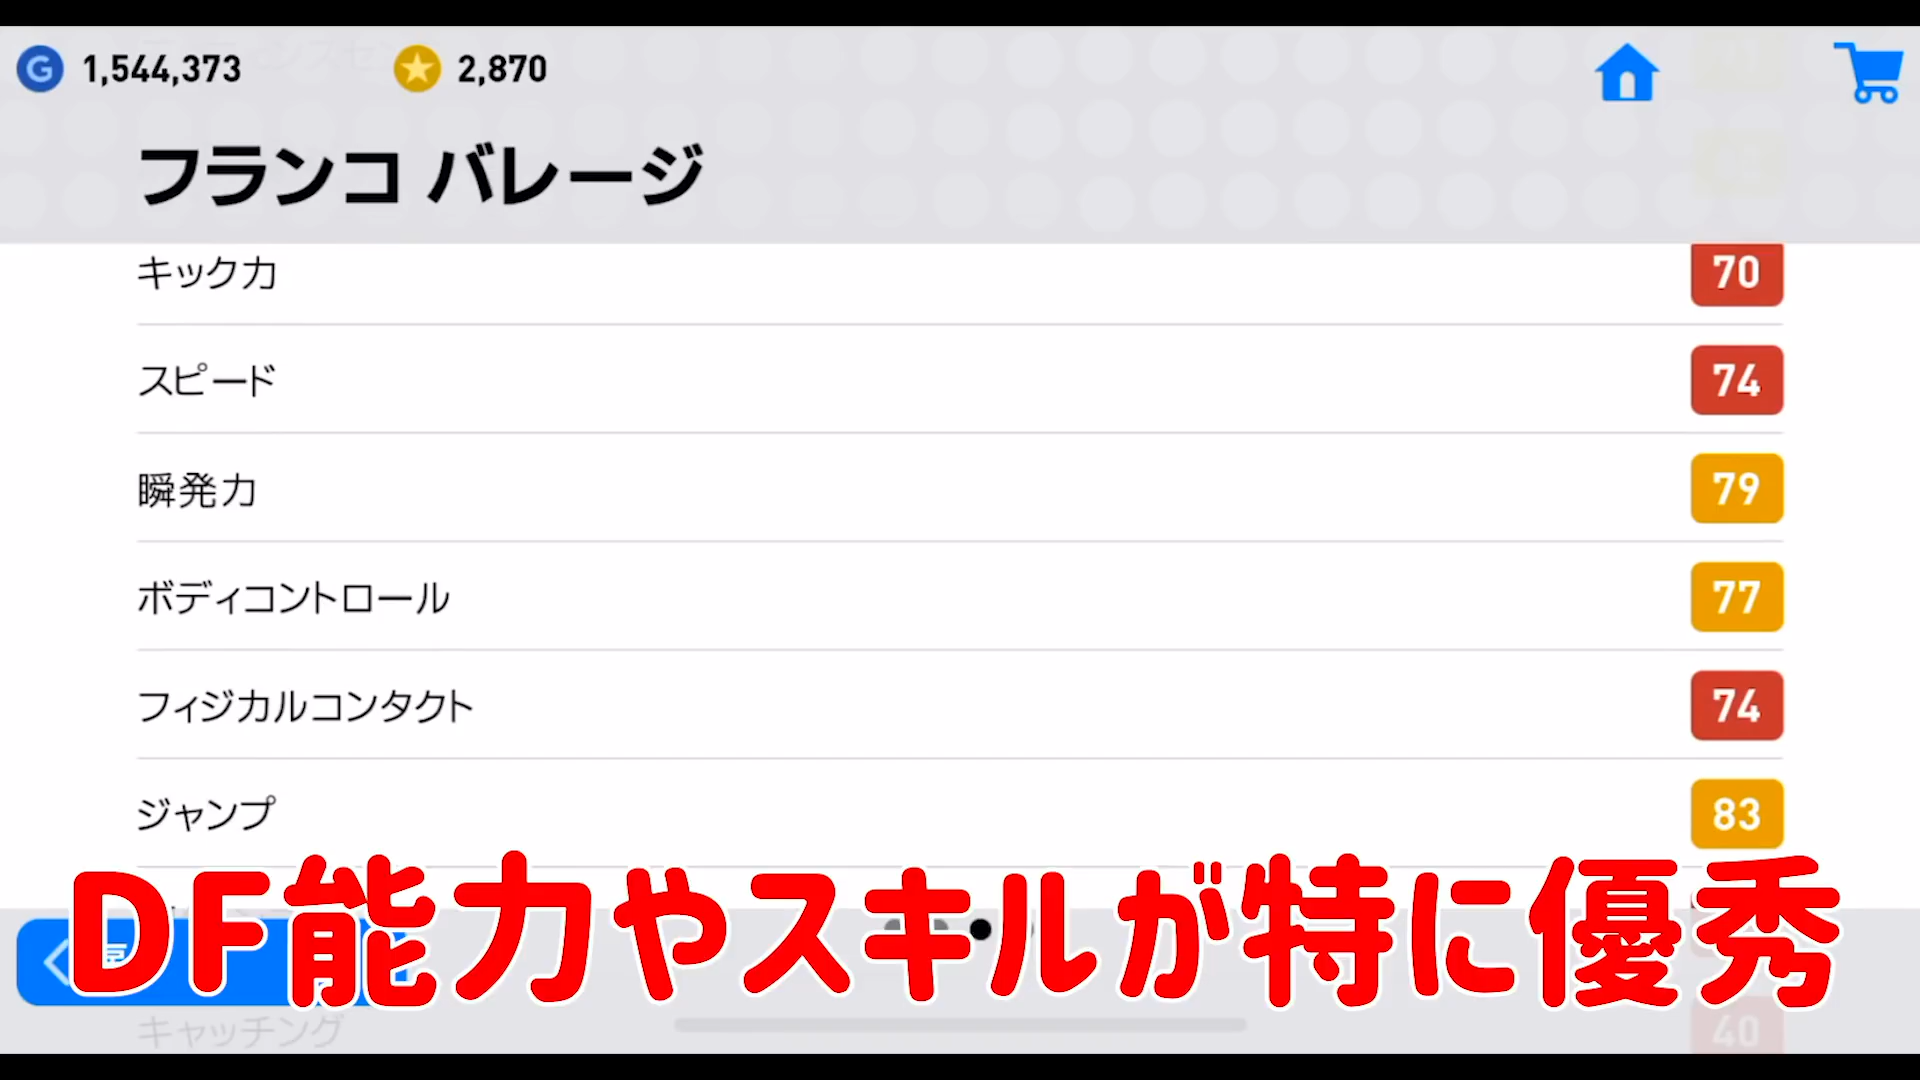 1,544,373 2,870
フランコ バレージ
キック力 70
スピード 74
瞬発力 79
ボディコントロール 77
フィジカルコンタクト 74
ジャンプ 83
DF能力やスキルが特に優秀
キャッチング 40